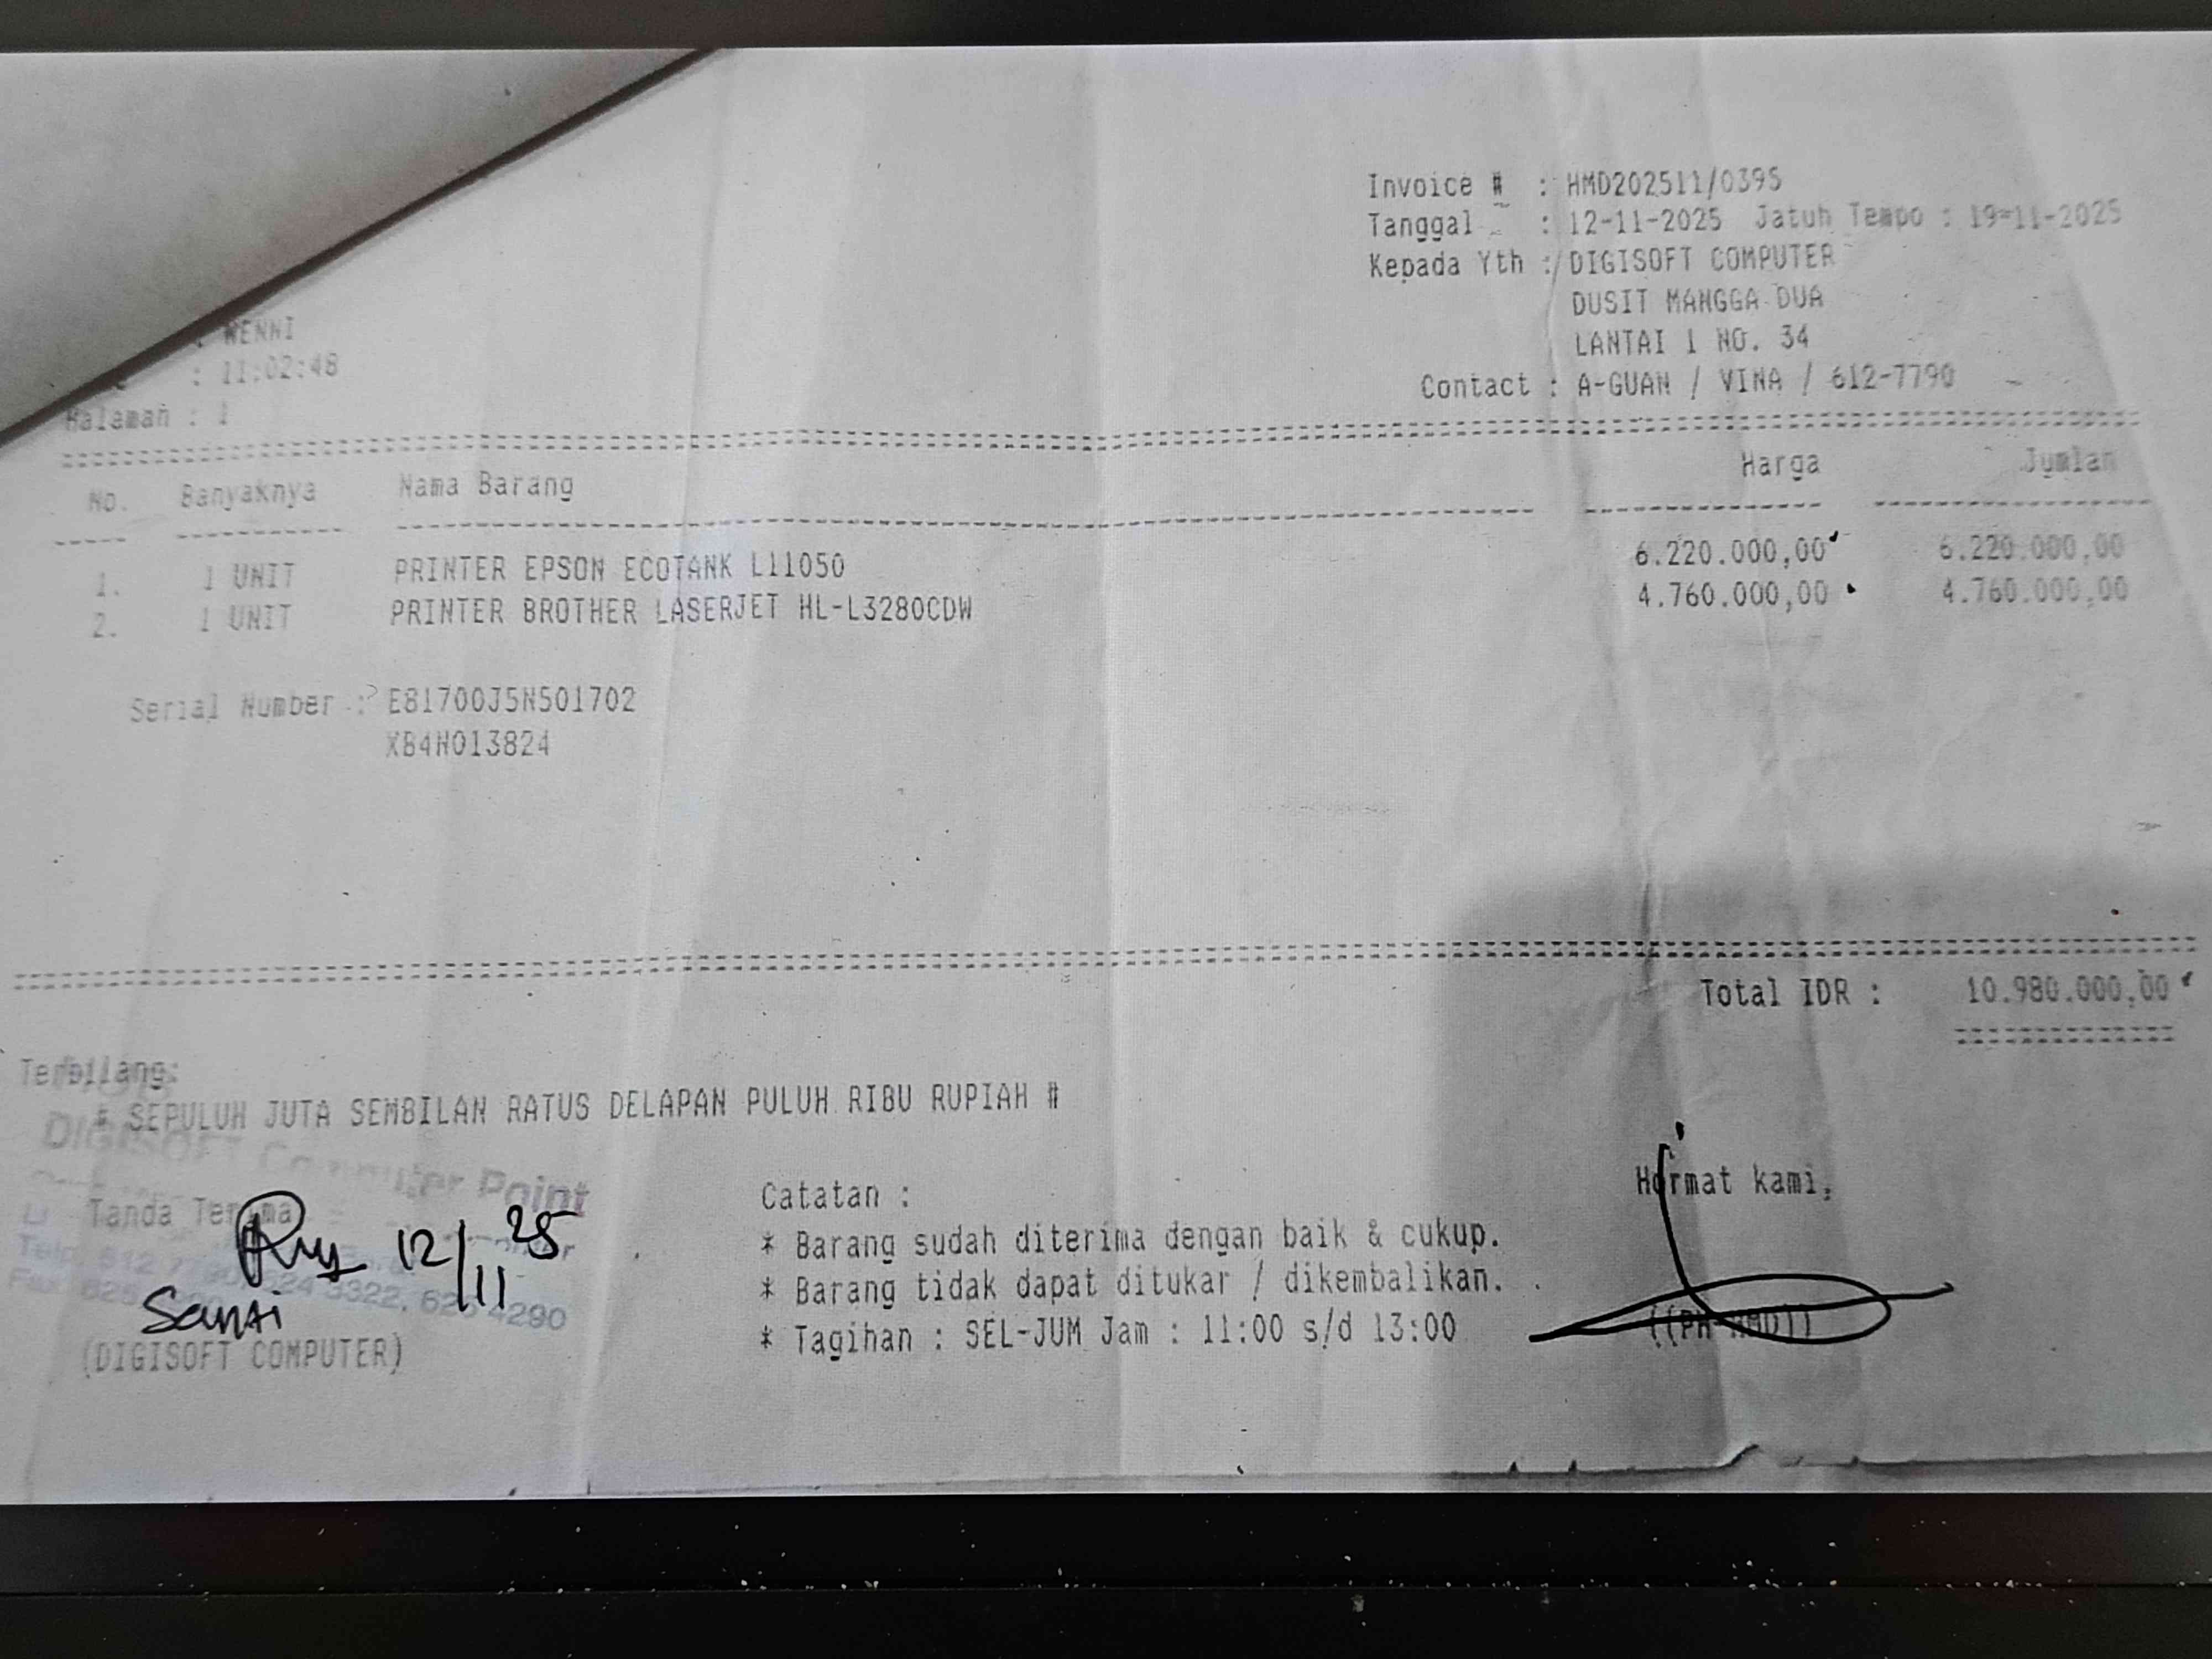 Invoice # : HMD202511/0395
Tanggal : 12-11-2025 Jatuh Tempo : 19-11-2025
Kepada Yth : DIGISOFT COMPUTER
DUSIT MANGGA DUA
LANTAI 1 NO. 34
Contact : A-GUAN / VINA / 612-7790
: WENNI
: 11:02:48
Halaman : 1
No. Banyaknya Nama Barang Harga Jumlah
1. 1 UNIT PRINTER EPSON ECOTANK L11050 6.220.000,00 6.220.000,00
2. 1 UNIT PRINTER BROTHER LASERJET HL-L3280CDW 4.760.000,00 4.760.000,00
Serial Number : E81700J5N501702
XB4H013824
Total IDR : 10.980.000,00
Terbilang:
# SEPULUH JUTA SEMBILAN RATUS DELAPAN PULUH RIBU RUPIAH #
DIGISOFT Computer Point
Tanda Terima
12/11 25
(DIGISOFT COMPUTER)
Catatan :
* Barang sudah diterima dengan baik & cukup.
* Barang tidak dapat ditukar / dikembalikan.
* Tagihan : SEL-JUM Jam : 11:00 s/d 13:00
Hormat kami,